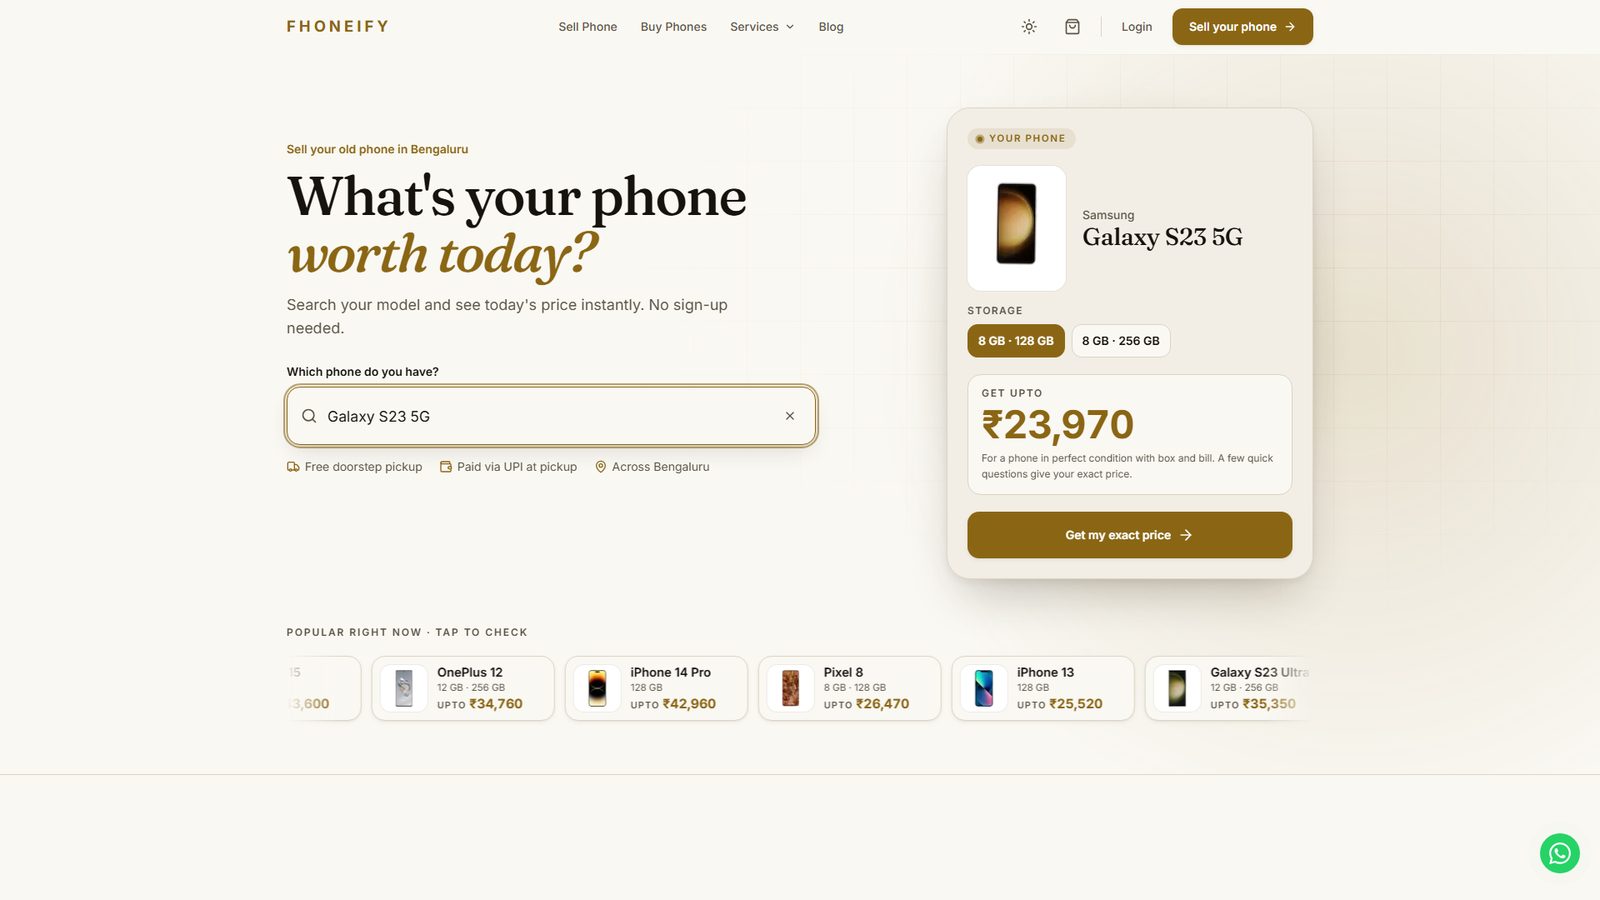 FHONEIFY
Sell Phone
Buy Phones
Services
Blog
Login
Sell your phone
Sell your old phone in Bengaluru
What's your phone
worth today?
Search your model and see today's price instantly. No sign-up
needed.
Which phone do you have?
Galaxy S23 5G
Free doorstep pickup
Paid via UPI at pickup
Across Bengaluru
YOUR PHONE
Samsung
Galaxy S23 5G
STORAGE
8 GB · 128 GB
8 GB · 256 GB
GET UPTO
₹23,970
For a phone in perfect condition with box and bill. A few quick
questions give your exact price.
Get my exact price
POPULAR RIGHT NOW · TAP TO CHECK
15
3,600
OnePlus 12
12 GB · 256 GB
UPTO ₹34,760
iPhone 14 Pro
128 GB
UPTO ₹42,960
Pixel 8
8 GB · 128 GB
UPTO ₹26,470
iPhone 13
128 GB
UPTO ₹25,520
Galaxy S23 Ultra
12 GB · 256 GB
UPTO ₹35,350